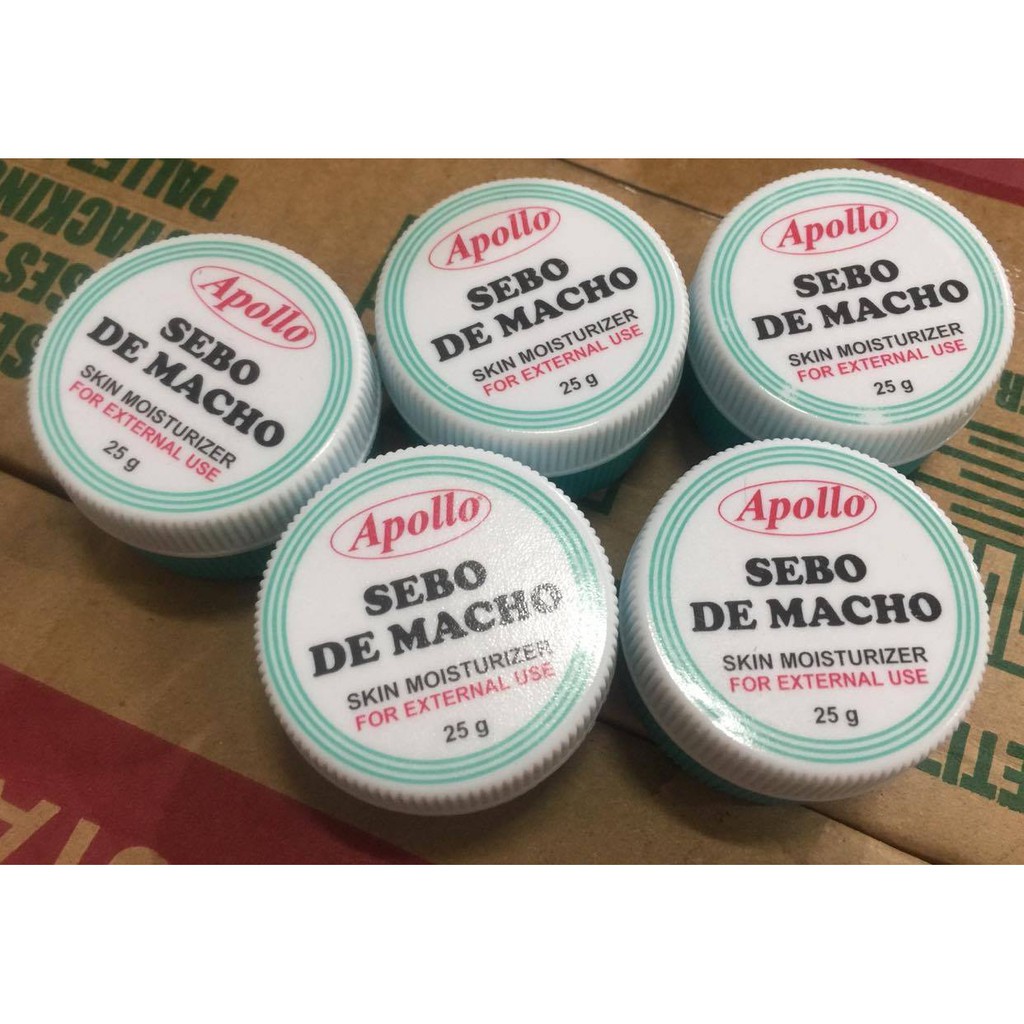 Apollo
SEBO
DE MACHO
SKIN MOISTURIZER
FOR EXTERNAL USE
25 g
Apollo
SEBO
DE MACHO
SKIN MOISTURIZER
FOR EXTERNAL USE
25 g
Apollo
SEBO
DE MACHO
SKIN MOISTURIZER
FOR EXTERNAL USE
25 g
Apollo®
SEBO
DE MACHO
SKIN MOISTURIZER
FOR EXTERNAL USE
25 g
Apollo
SEBO
DE MACHO
SKIN MOISTURIZER
FOR EXTERNAL USE
25 g
PALLET